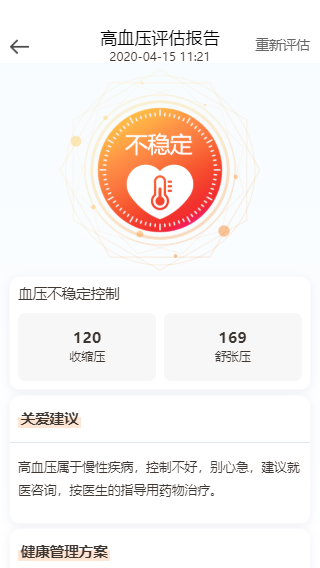 高血压评估报告
重新评估
2020-04-15 11:21
不稳定
血压不稳定控制
120
169
收缩压
舒张压
关爱建议
高血压属于慢性疾病，控制不好，别心急，建议就
医咨询，按医生的指导用药物治疗。
健康管理方案